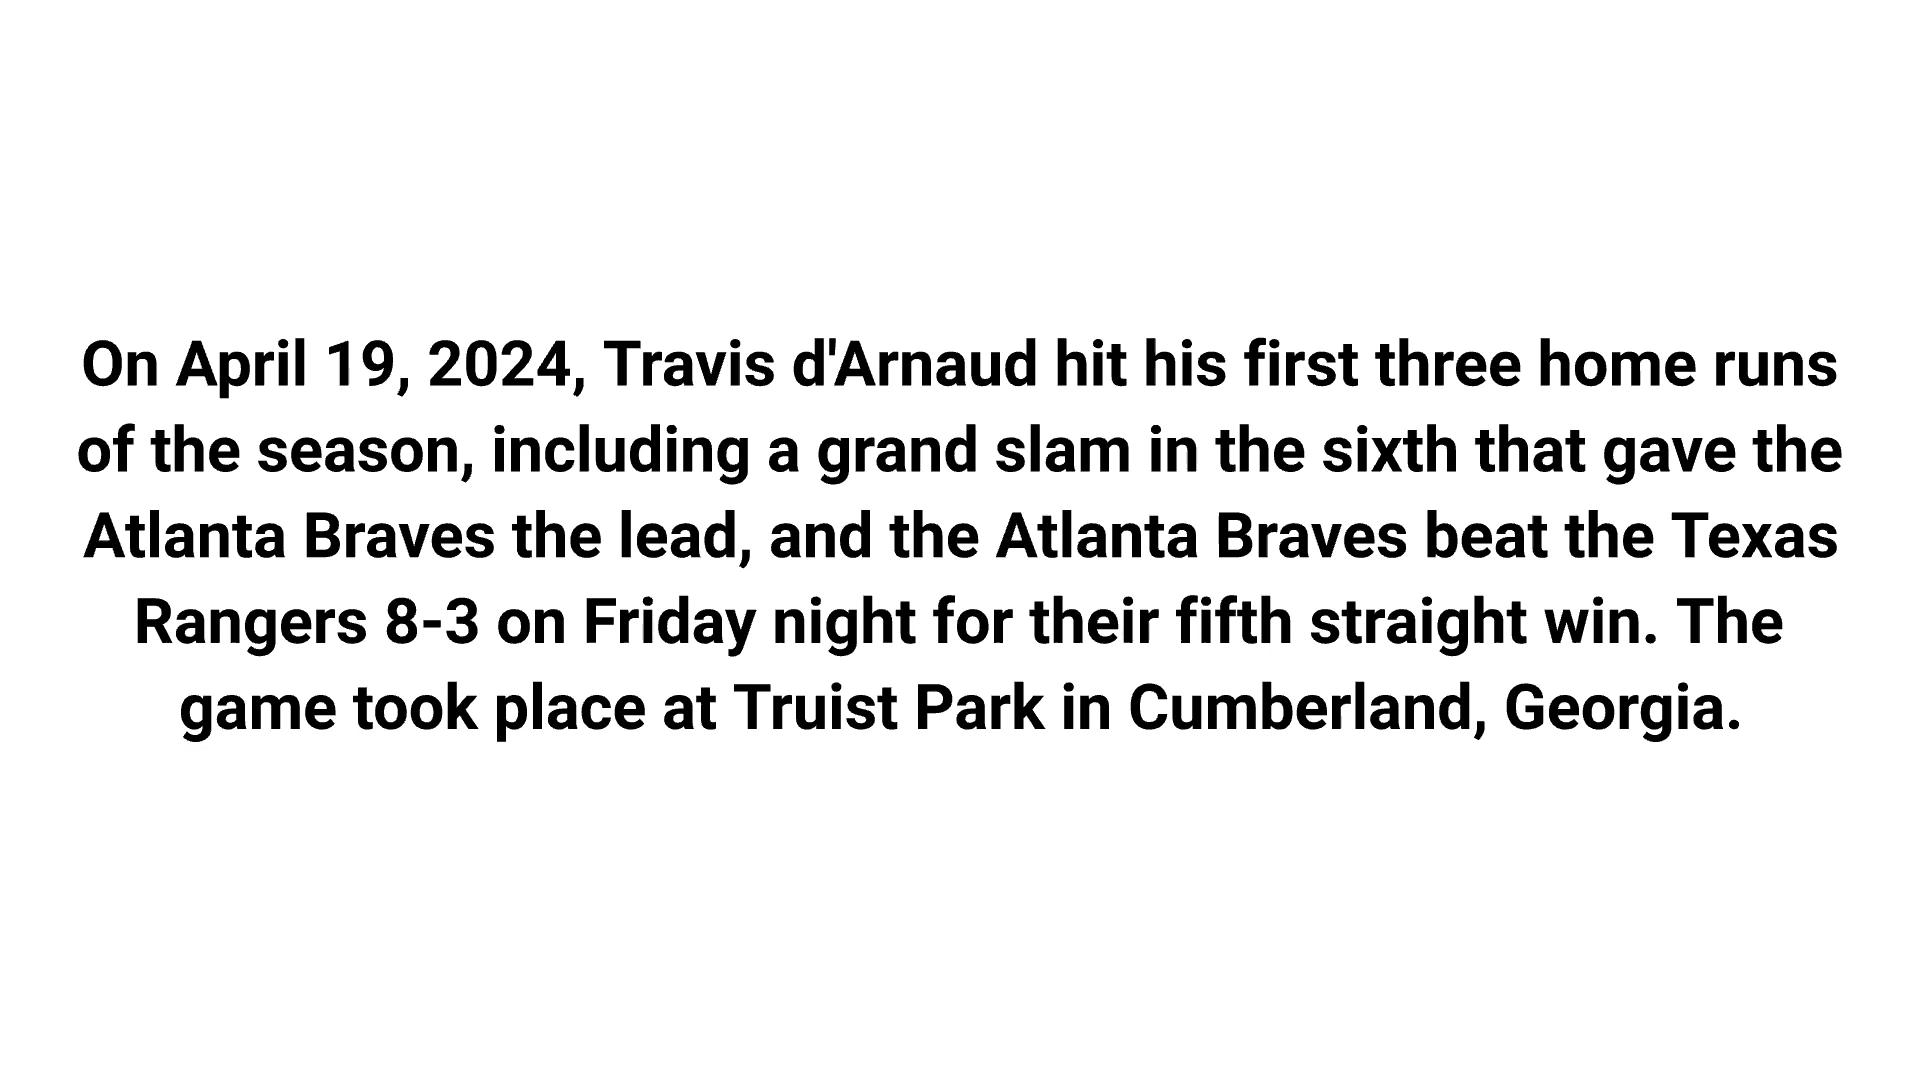 On April 19, 2024, Travis d'Arnaud hit his first three home runs
of the season, including a grand slam in the sixth that gave the
Atlanta Braves the lead, and the Atlanta Braves beat the Texas
Rangers 8-3 on Friday night for their fifth straight win. The
game took place at Truist Park in Cumberland, Georgia.